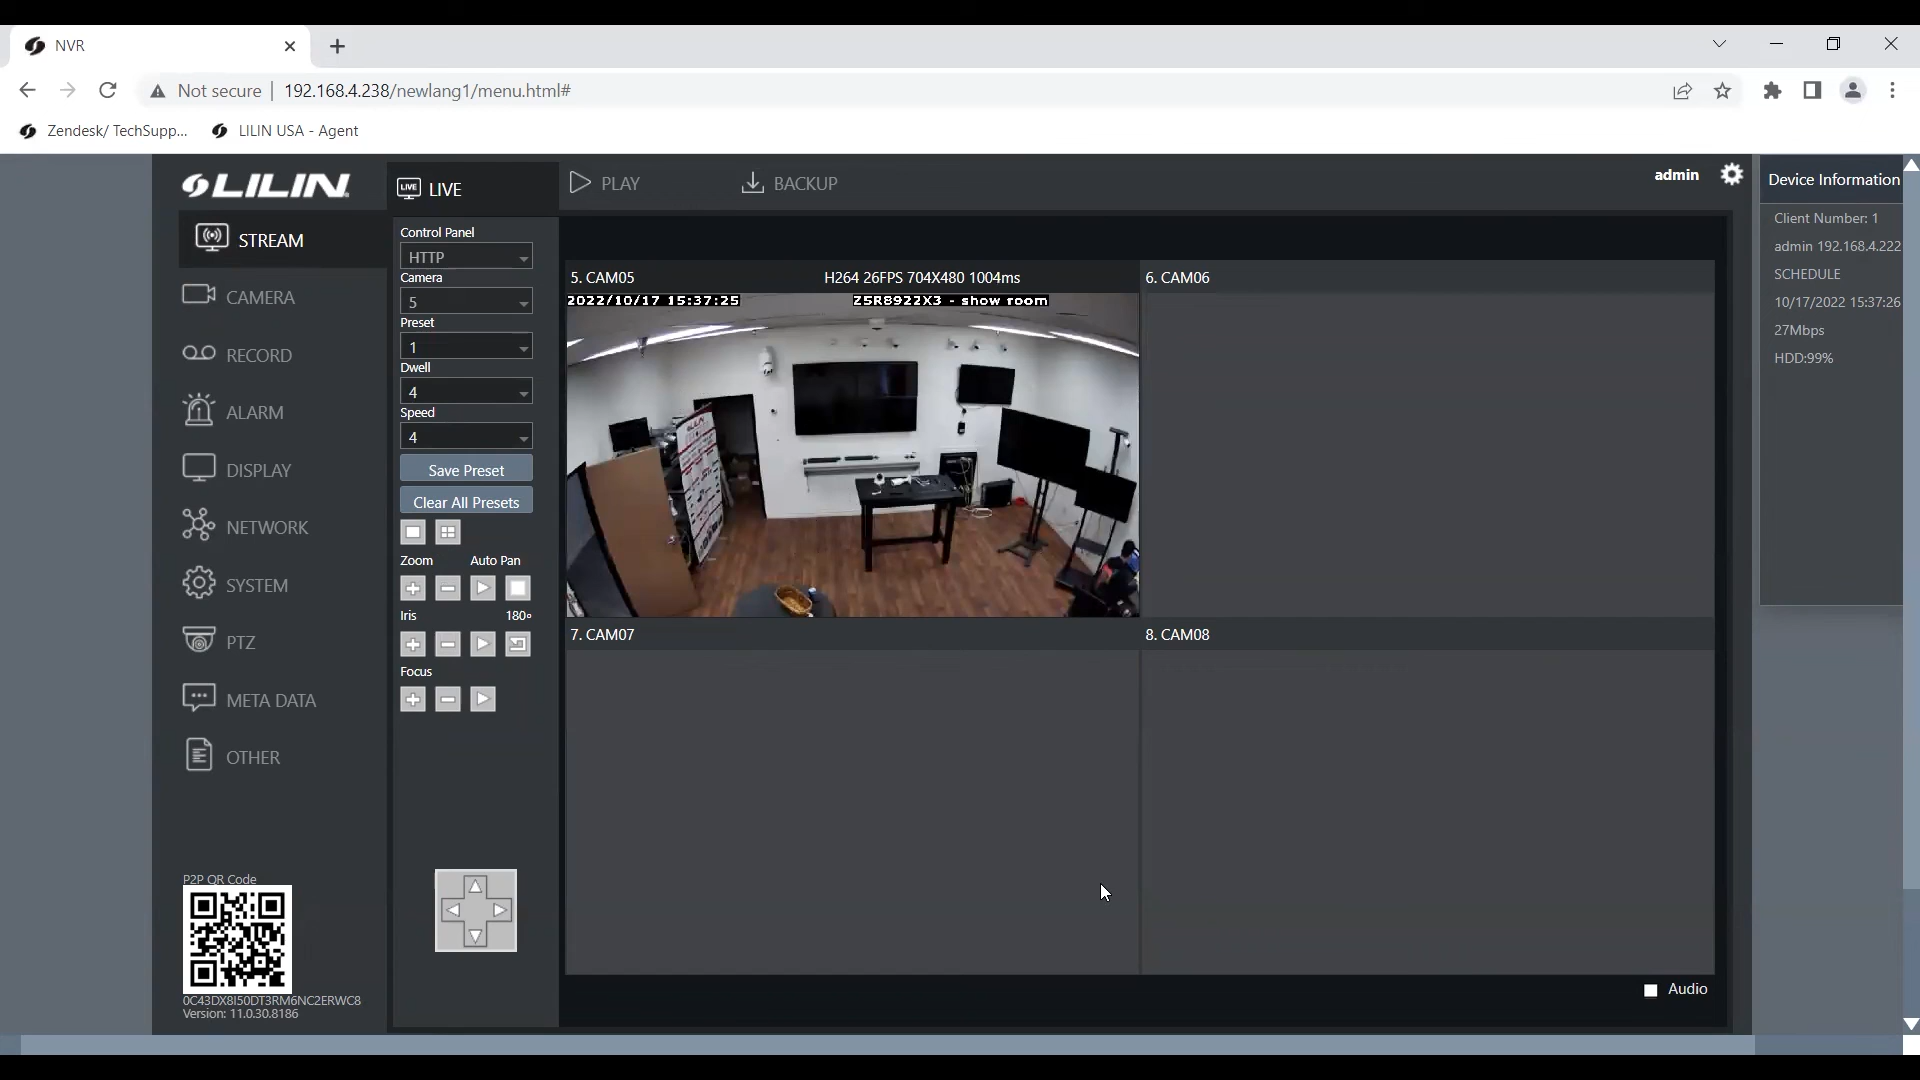 NVR
Not secure
192.168.4.238/newlang1/menu.html#
Zendesk/ TechSupp...
LILIN USA - Agent
LILIN
LIVE
PLAY
BACKUP
admin
Device Information
Client Number: 1
admin 192.168.4.222
SCHEDULE
10/17/2022 15:37:26
27Mbps
HDD:99%
STREAM
CAMERA
RECORD
ALARM
DISPLAY
NETWORK
SYSTEM
PTZ
META DATA
OTHER
P2P QR Code
0C43DX8I50DT3RM6NC2ERWC8
Version: 11.0.30.8186
Control Panel
HTTP
Camera
5
Preset
1
Dwell
4
Speed
4
Save Preset
Clear All Presets
Zoom
Auto Pan
Iris
180°
Focus
5. CAM05
H264 26FPS 704X480 1004ms
2022/10/17 15:37:25
Z5R8922X3 - show room
6. CAM06
7. CAM07
8. CAM08
Audio